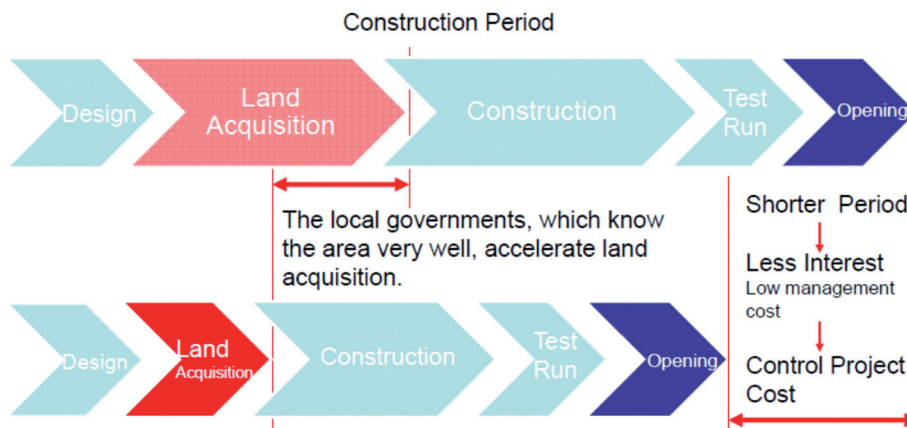 Construction Period
Design
Land
Acquisition
Construction
Test
Run
Opening
The local governments, which know
the area very well, accelerate land
acquisition.
Shorter Period
Less Interest
Low management
cost
Control Project
Cost
Design
Land
Acquisition
Construction
Test
Run
Opening